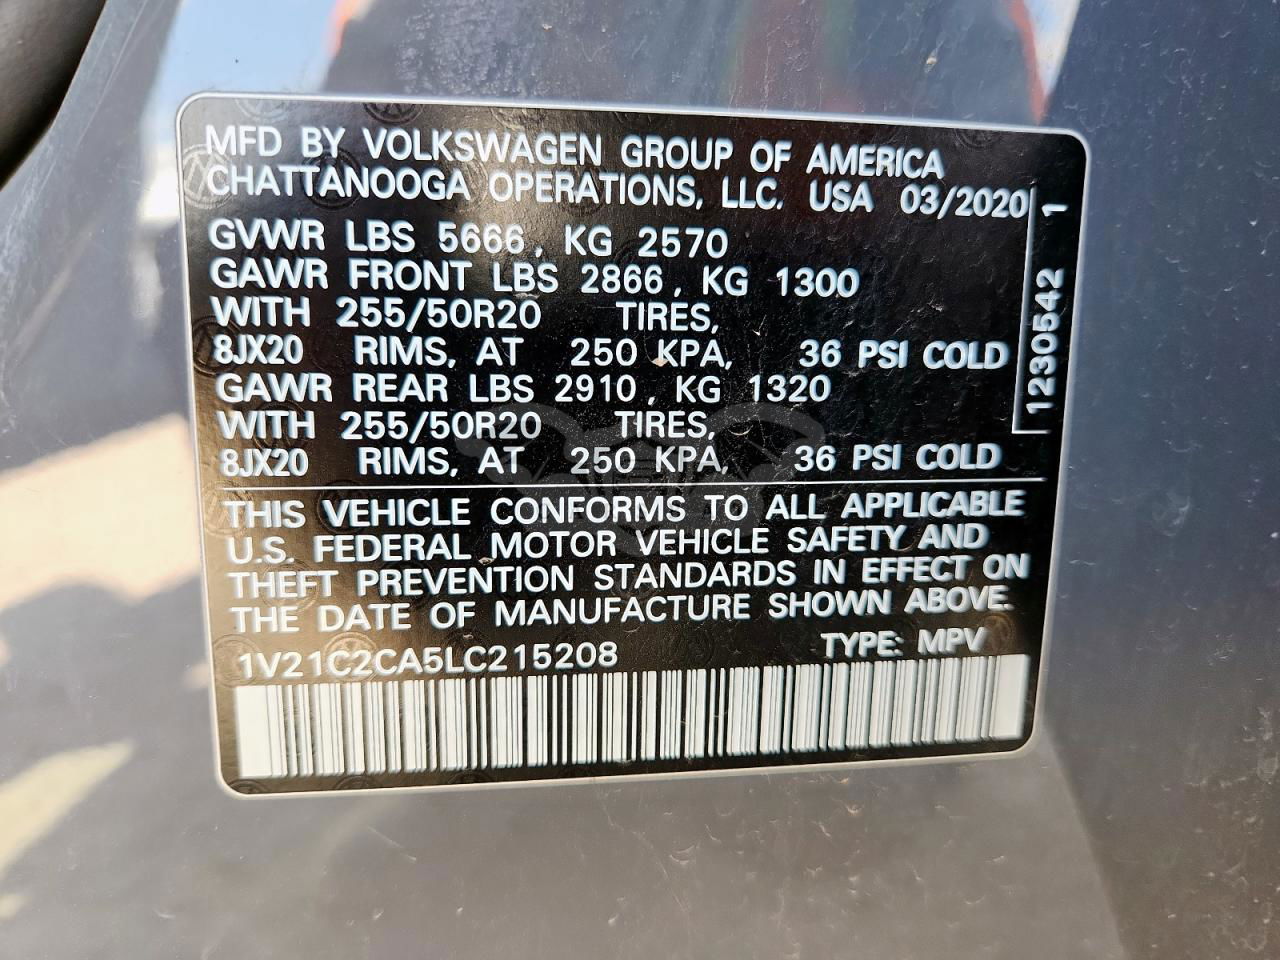 MFD BY VOLKSWAGEN GROUP OF AMERICA
CHATTANOOGA OPERATIONS, LLC. USA 03/2020
GVWR LBS 5666, KG 2570
GAWR FRONT LBS 2866, KG 1300
WITH 255/50R20 TIRES,
8JX20 RIMS, AT 250 KPA, 36 PSI COLD
GAWR REAR LBS 2910, KG 1320
WITH 255/50R20 TIRES,
8JX20 RIMS, AT 250 KPA, 36 PSI COLD
THIS VEHICLE CONFORMS TO ALL APPLICABLE
U.S. FEDERAL MOTOR VEHICLE SAFETY AND
THEFT PREVENTION STANDARDS IN EFFECT ON
THE DATE OF MANUFACTURE SHOWN ABOVE.
1V21C2CA5LC215208 TYPE: MPV
1230542 1